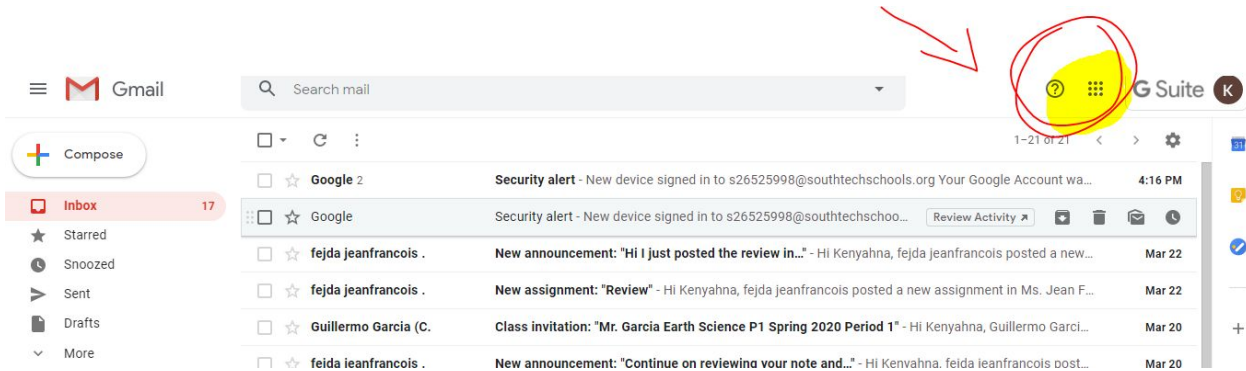 Gmail
Search mail
G Suite
K
Compose
1–21 of 21
31
Inbox 17
Google 2 Security alert - New device signed in to s26525998@southtechschools.org Your Google Account wa... 4:16 PM
Google Security alert - New device signed in to s26525998@southtechschoo... Review Activity
Starred
fejda jeanfrancois . New announcement: "Hi I just posted the review in..." - Hi Kenyahna, fejda jeanfrancois posted a new... Mar 22
Snoozed
fejda jeanfrancois . New assignment: "Review" - Hi Kenyahna, fejda jeanfrancois posted a new assignment in Ms. Jean F... Mar 22
Sent
Guillermo Garcia (C. Class invitation: "Mr. Garcia Earth Science P1 Spring 2020 Period 1" - Hi Kenyahna, Guillermo Garci... Mar 20
Drafts
More
fejda jeanfrancois . New announcement: "Continue on reviewing your note and..." - Hi Kenyahna, fejda jeanfrancois post... Mar 20